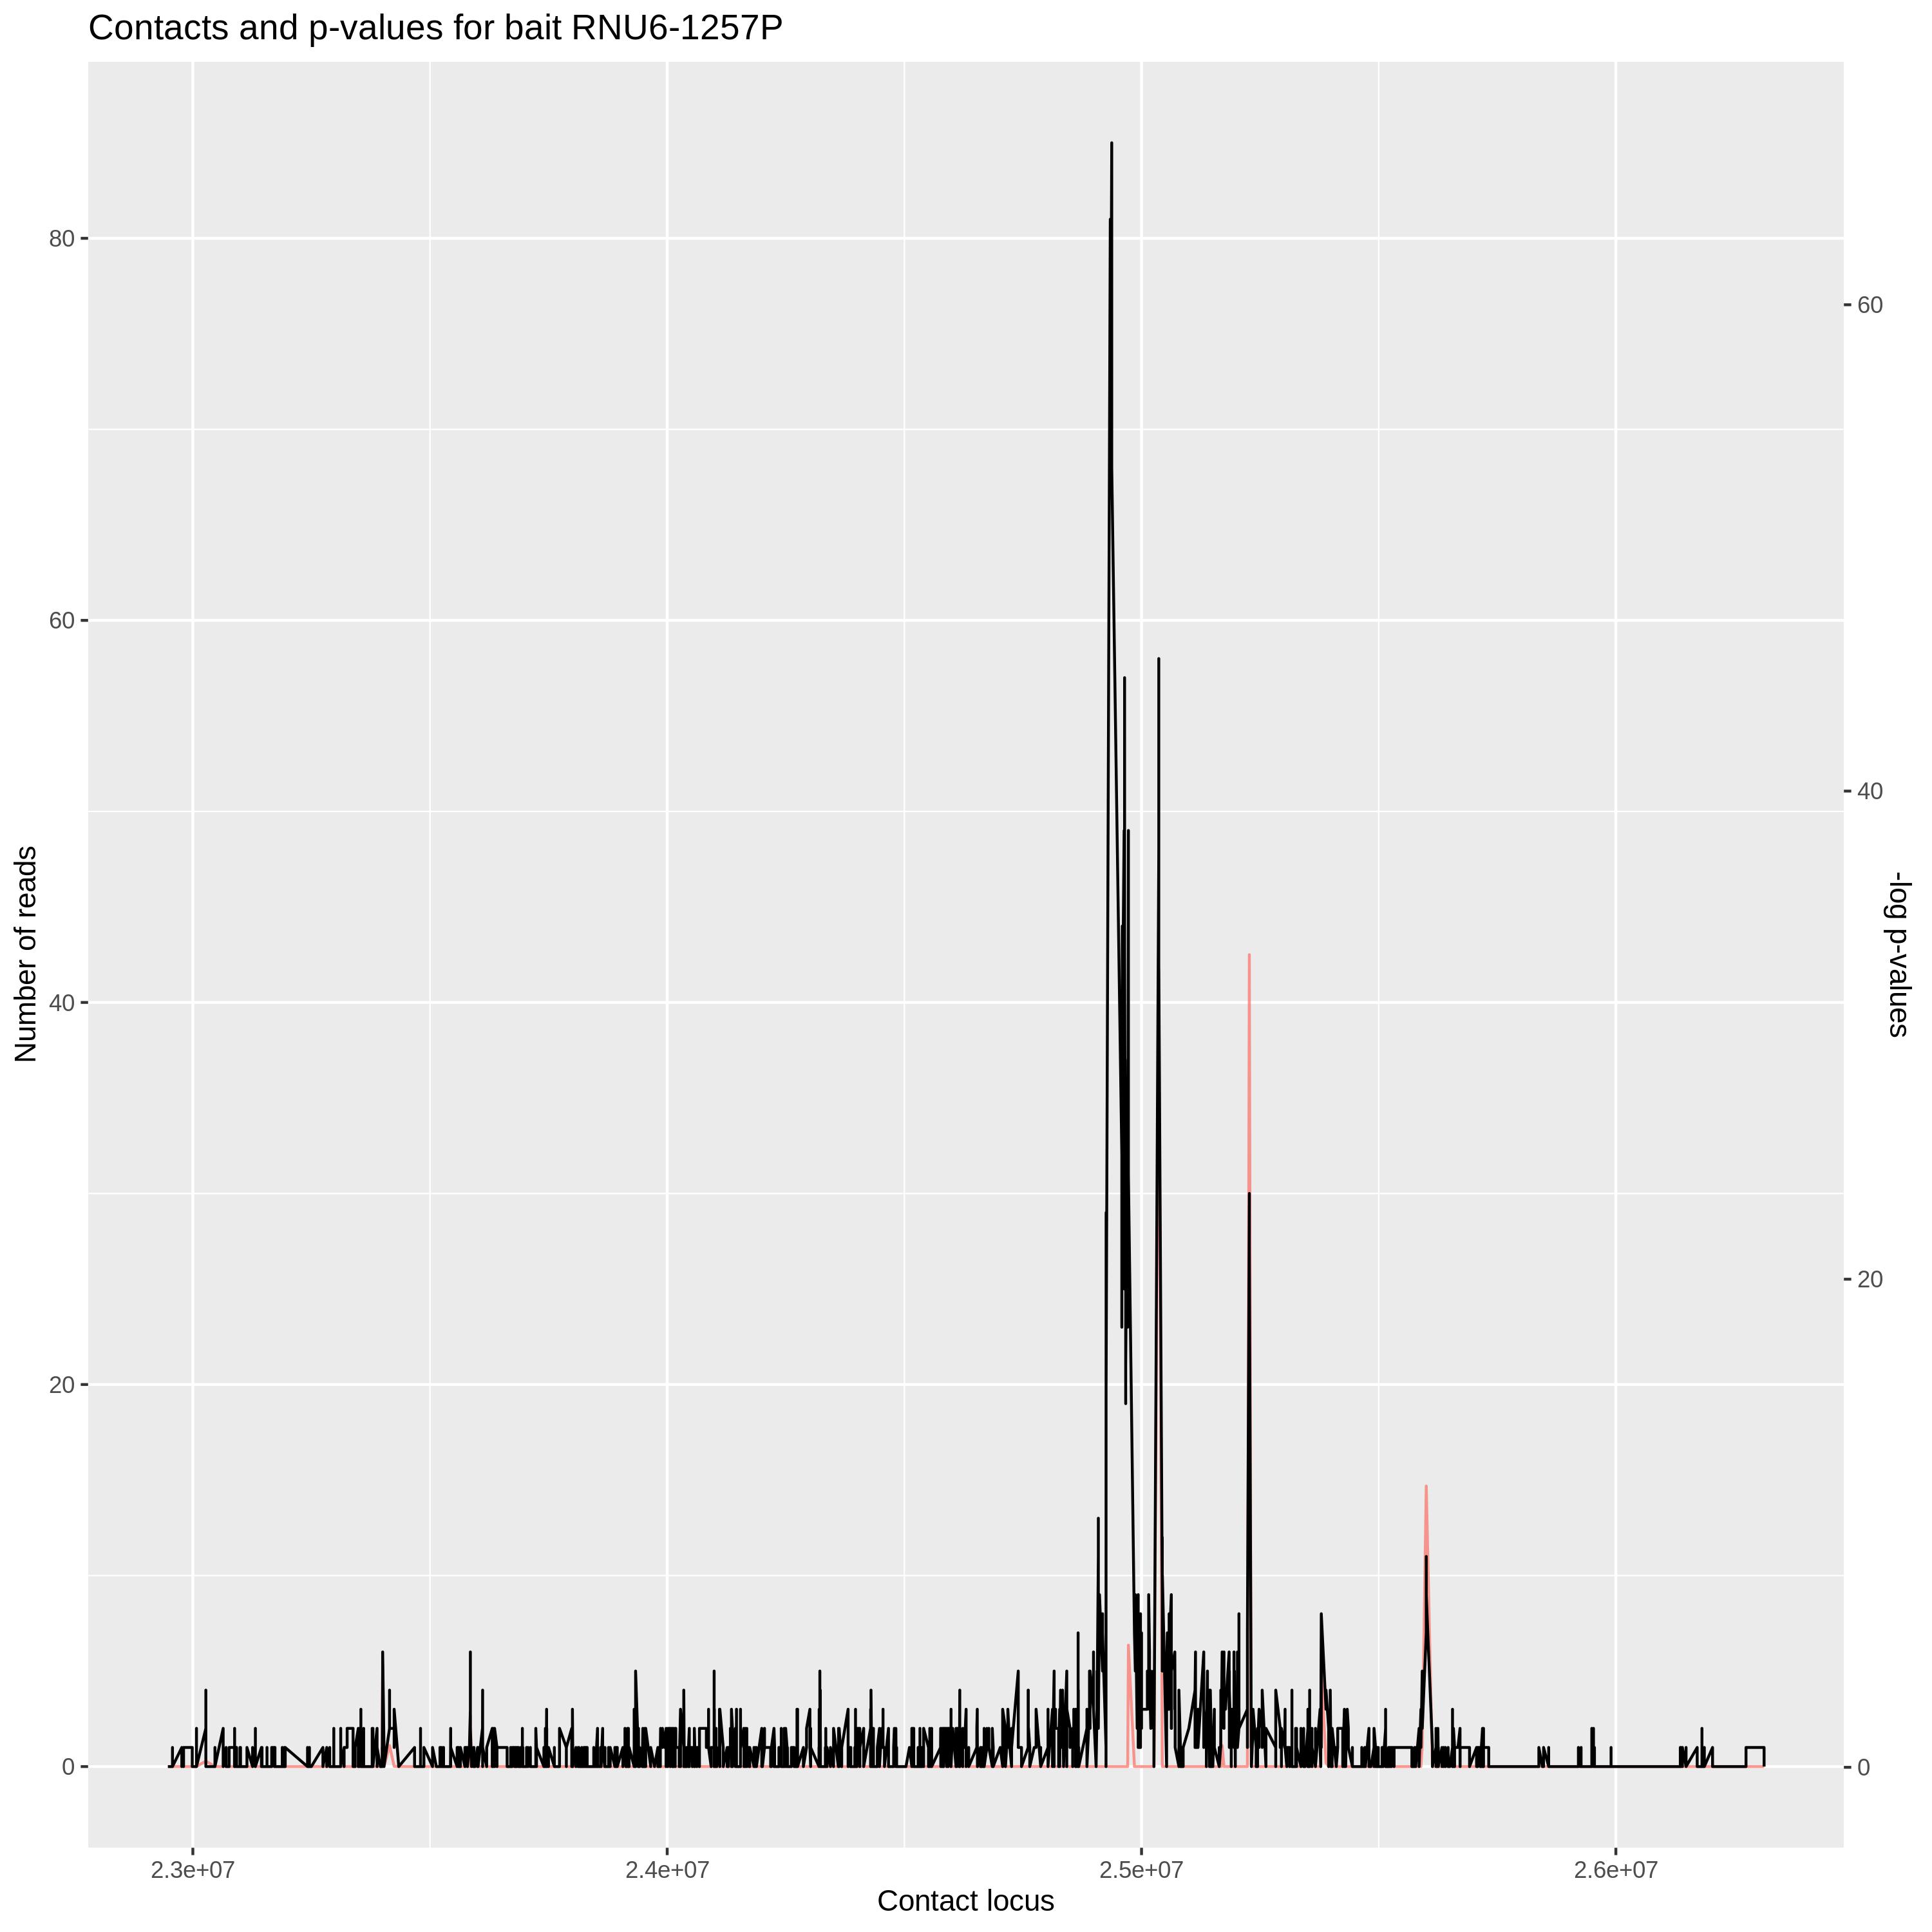 Contacts and p-values for bait RNU6-1257P
80
60
40
20
0
Number of reads
60
40
20
0
-log p-values
2.3e+07
2.4e+07
2.5e+07
2.6e+07
Contact locus